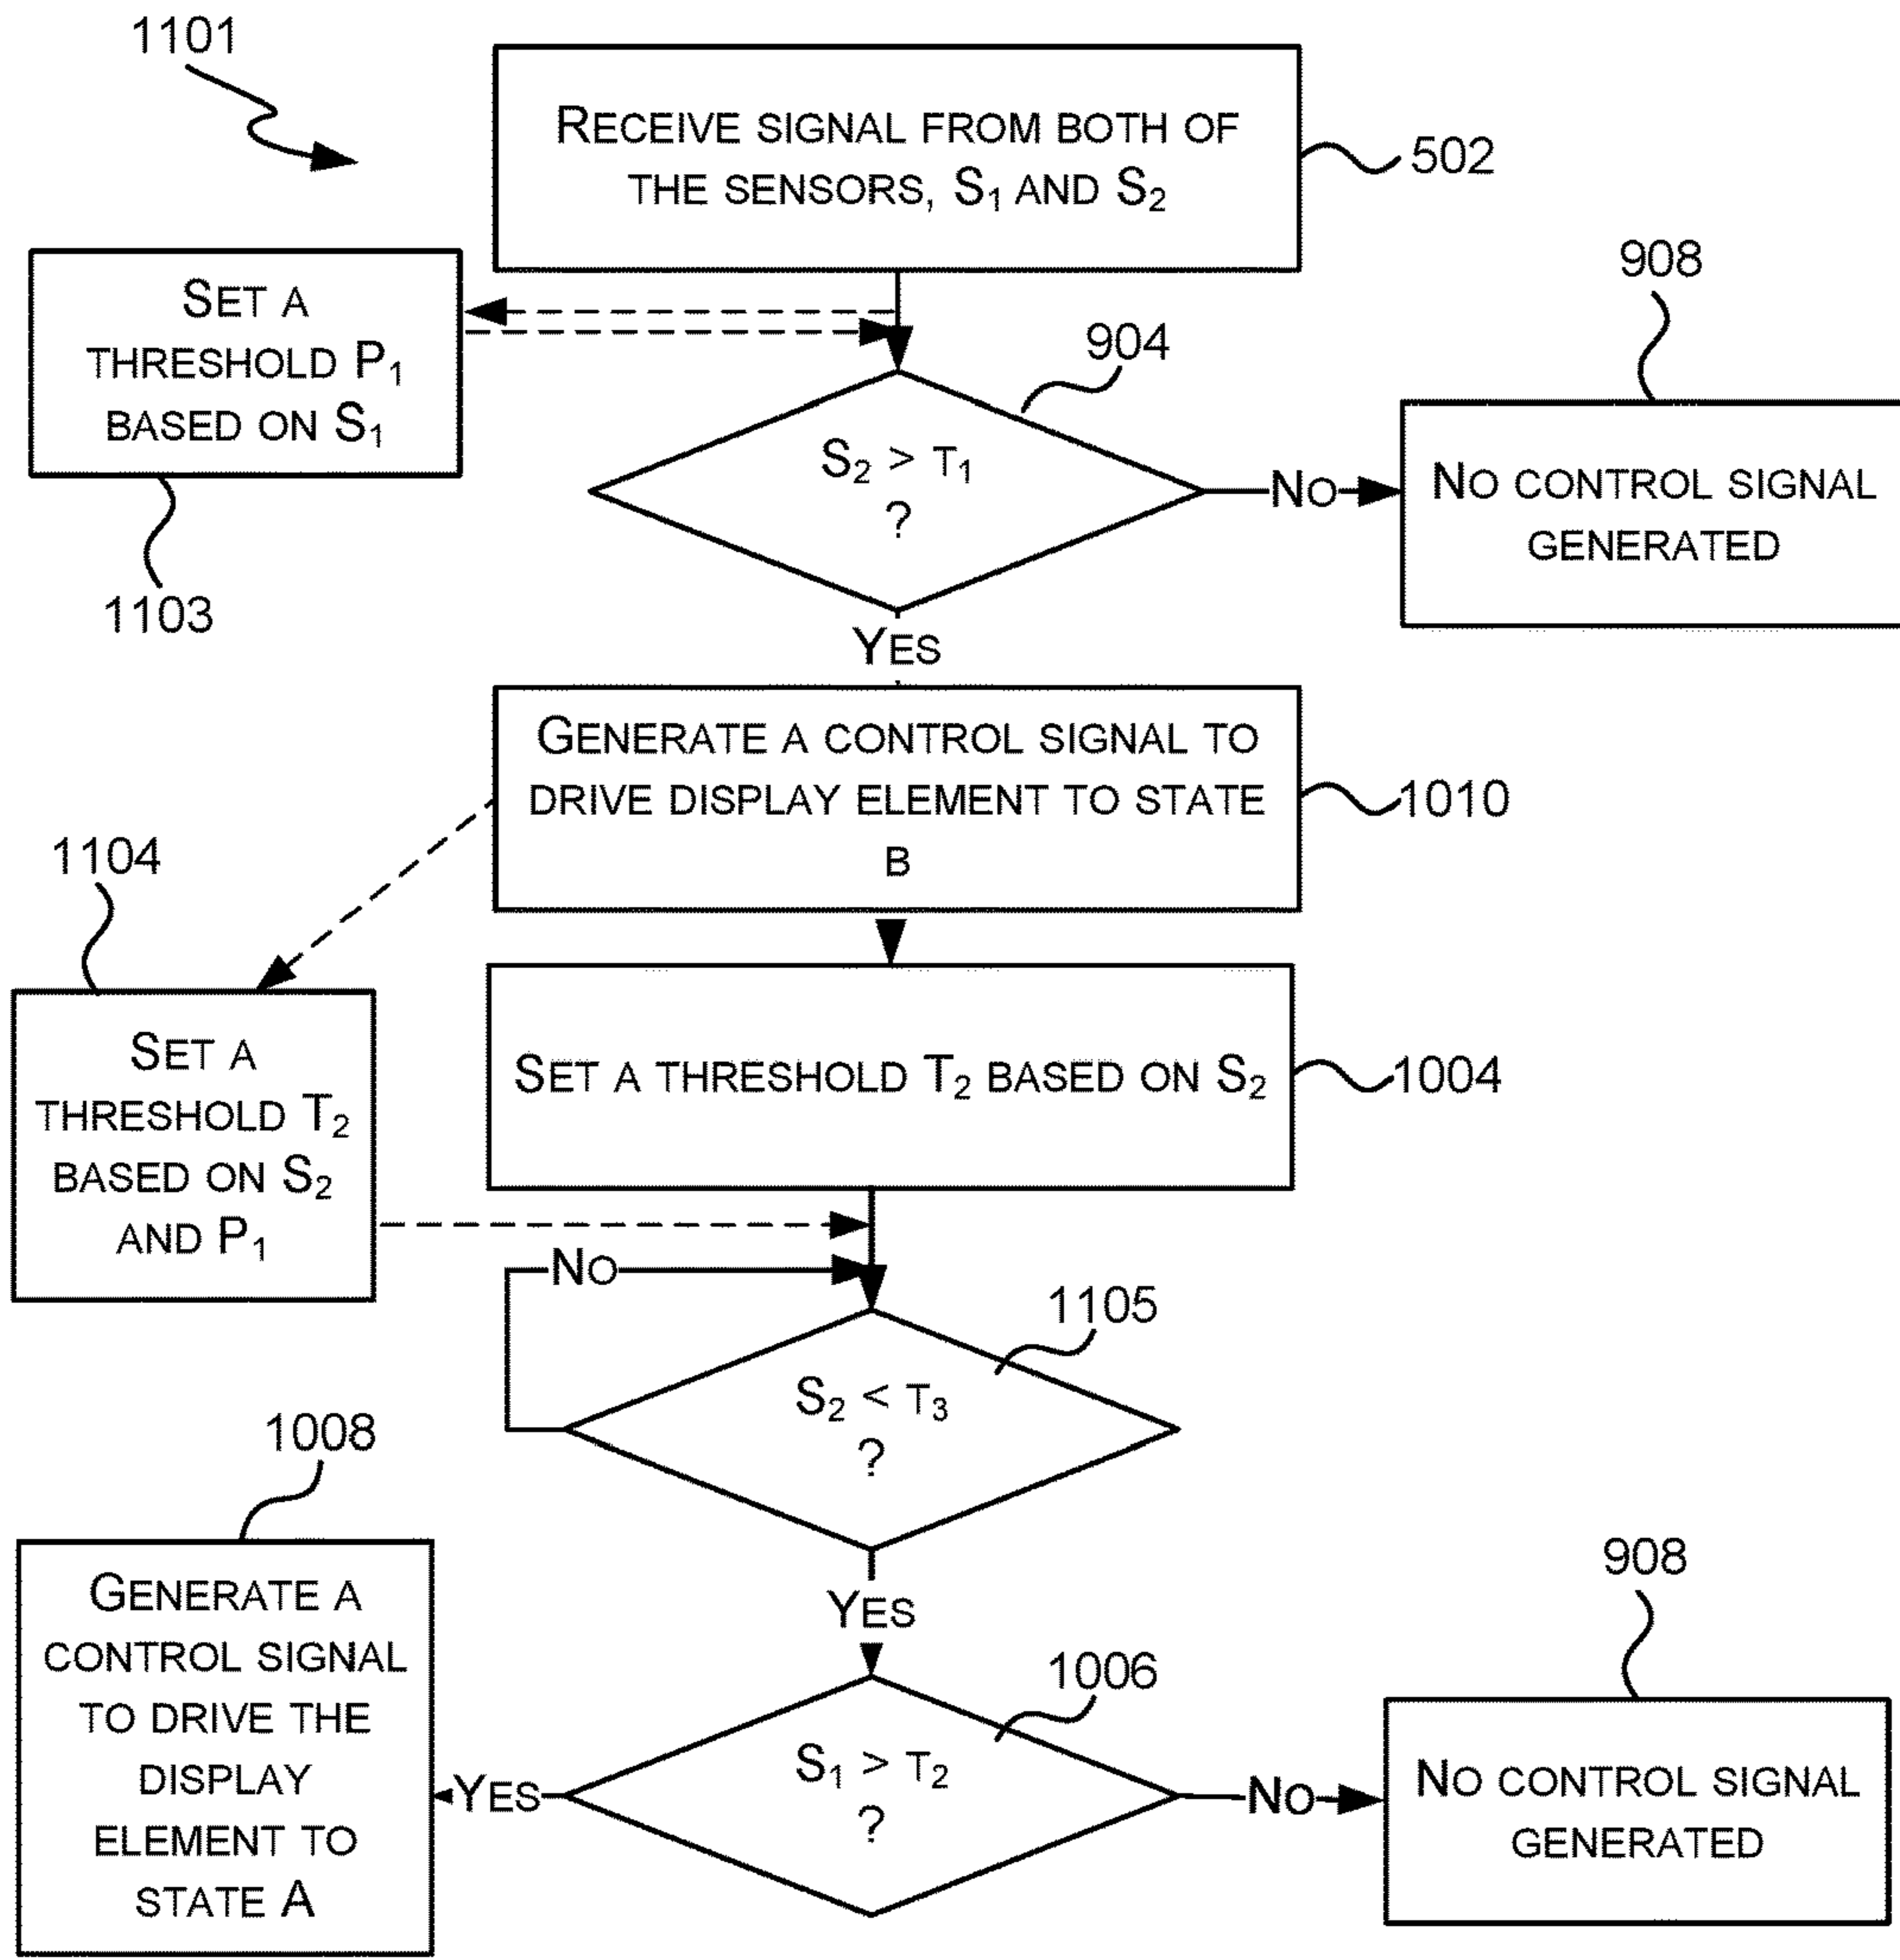 1101
RECEIVE SIGNAL FROM BOTH OF
THE SENSORS, S₁ AND S₂
502
SET A
THRESHOLD P₁
BASED ON S₁
1103
904
S₂ > T₁
?
NO
908
NO CONTROL SIGNAL
GENERATED
YES
GENERATE A CONTROL SIGNAL TO
DRIVE DISPLAY ELEMENT TO STATE
B
1010
1104
SET A
THRESHOLD T₂
BASED ON S₂
AND P₁
SET A THRESHOLD T₂ BASED ON S₂
1004
NO
1105
S₂ < T₃
?
YES
1008
GENERATE A
CONTROL SIGNAL
TO DRIVE THE
DISPLAY
ELEMENT TO
STATE A
YES
1006
S₁ > T₂
?
NO
908
NO CONTROL SIGNAL
GENERATED